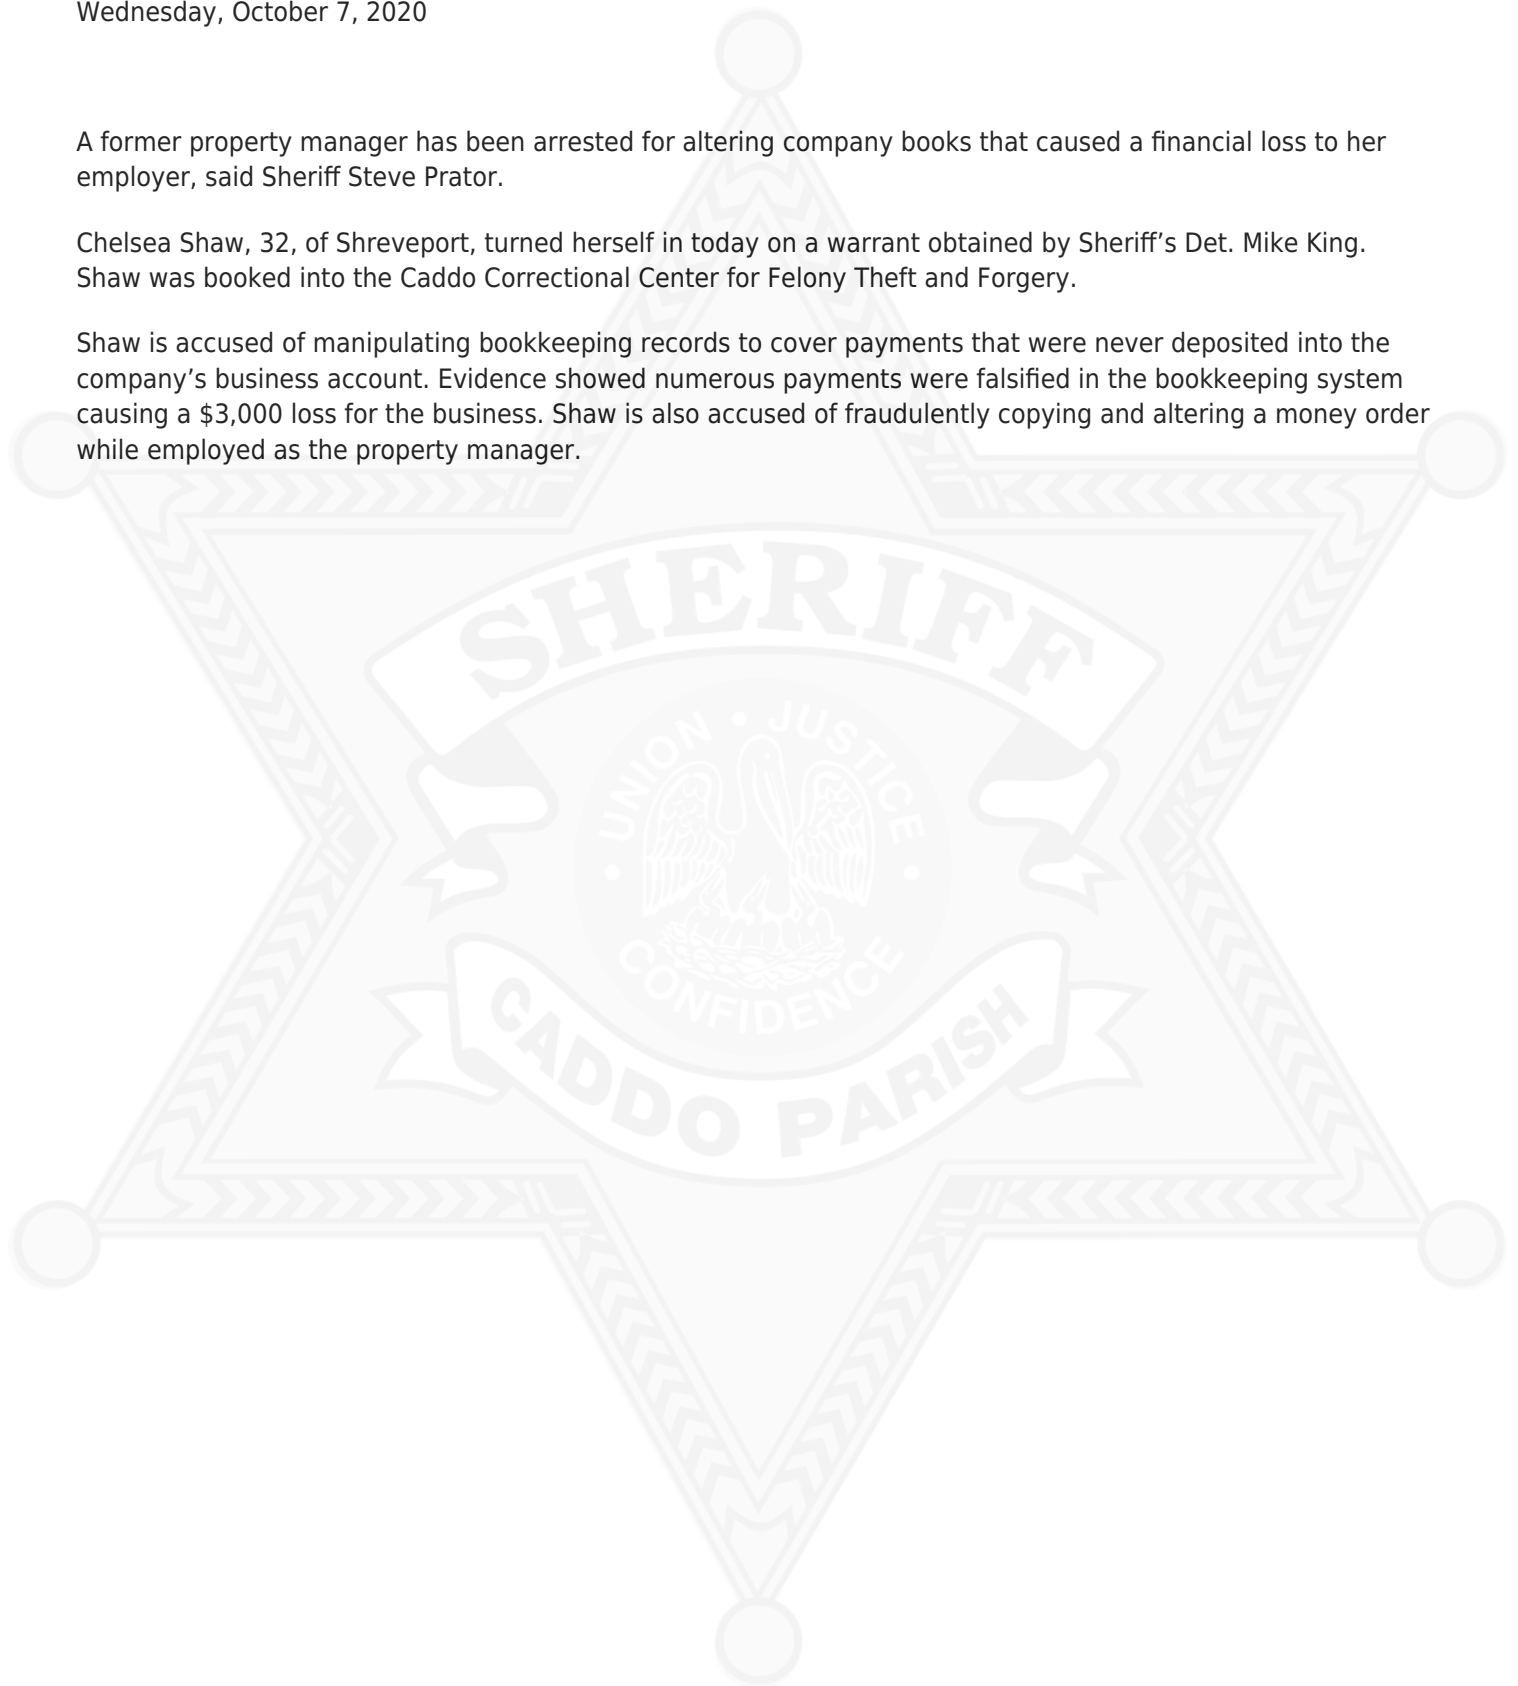 Wednesday, October 7, 2020
A former property manager has been arrested for altering company books that caused a financial loss to her
employer, said Sheriff Steve Prator.
Chelsea Shaw, 32, of Shreveport, turned herself in today on a warrant obtained by Sheriff’s Det. Mike King.
Shaw was booked into the Caddo Correctional Center for Felony Theft and Forgery.
Shaw is accused of manipulating bookkeeping records to cover payments that were never deposited into the
company’s business account. Evidence showed numerous payments were falsified in the bookkeeping system
causing a $3,000 loss for the business. Shaw is also accused of fraudulently copying and altering a money order
while employed as the property manager.
SHERIFF
UNION • JUSTICE
• CONFIDENCE •
CADDO PARISH